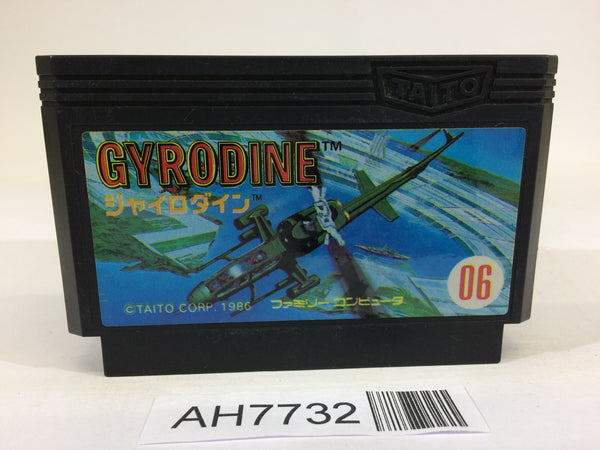 TAITO
GYRODINE™
ジャイロダイン™
©TAITO CORP. 1986
ファミリー コンピュータ
06
AH7732